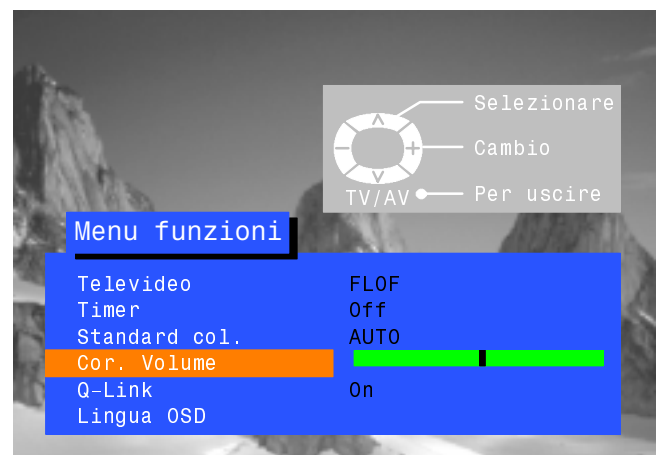 Selezionare
Cambio
TV/AV Per uscire
Menu funzioni
Televideo FLOF
Timer Off
Standard col. AUTO
Cor. Volume
Q-Link On
Lingua OSD